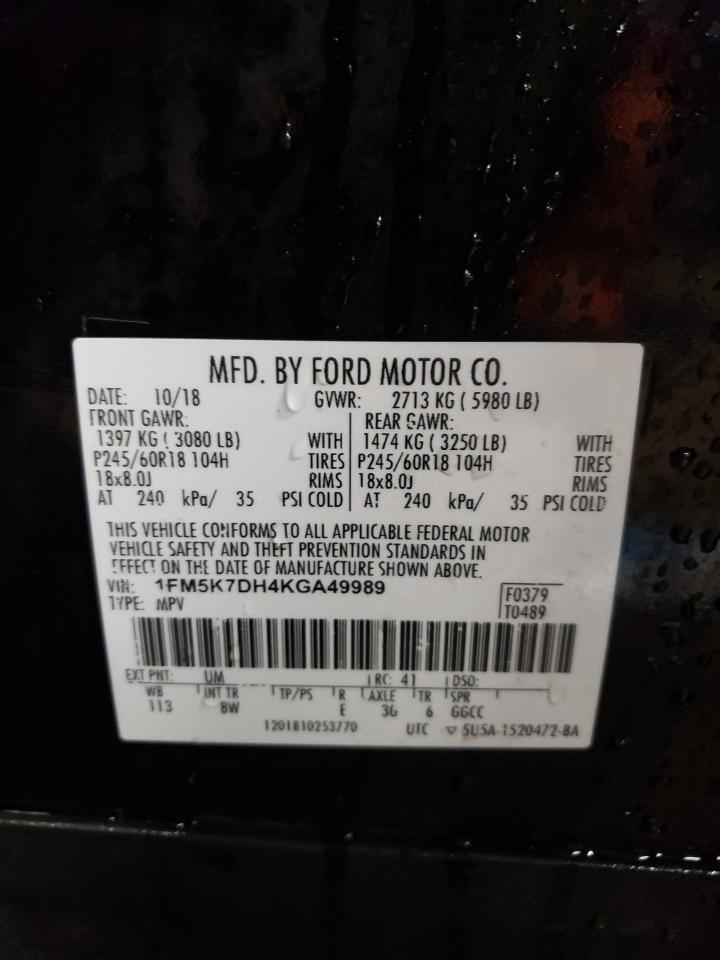 MFD. BY FORD MOTOR CO.
DATE: 10/18 GVWR: 2713 KG ( 5980 LB)
FRONT GAWR: REAR GAWR:
1397 KG ( 3080 LB) WITH 1474 KG ( 3250 LB) WITH
P245/60R18 104H TIRES P245/60R18 104H TIRES
18x8.0J RIMS 18x8.0J RIMS
AT 240 kPa/ 35 PSI COLD AT 240 kPa/ 35 PSI COLD
THIS VEHICLE CONFORMS TO ALL APPLICABLE FEDERAL MOTOR
VEHICLE SAFETY AND THEFT PREVENTION STANDARDS IN
EFFECT ON THE DATE OF MANUFACTURE SHOWN ABOVE.
VIN: 1FM5K7DH4KGA49989 F0379
TYPE: MPV T0489
EXT PNT: UM RC: 41 DSO:
WB INT TR TP/PS R AXLE TR SPR
113 8W E 3G 6 GGCC
1201810253770 UTC ▽ 5U5A-1520472-BA